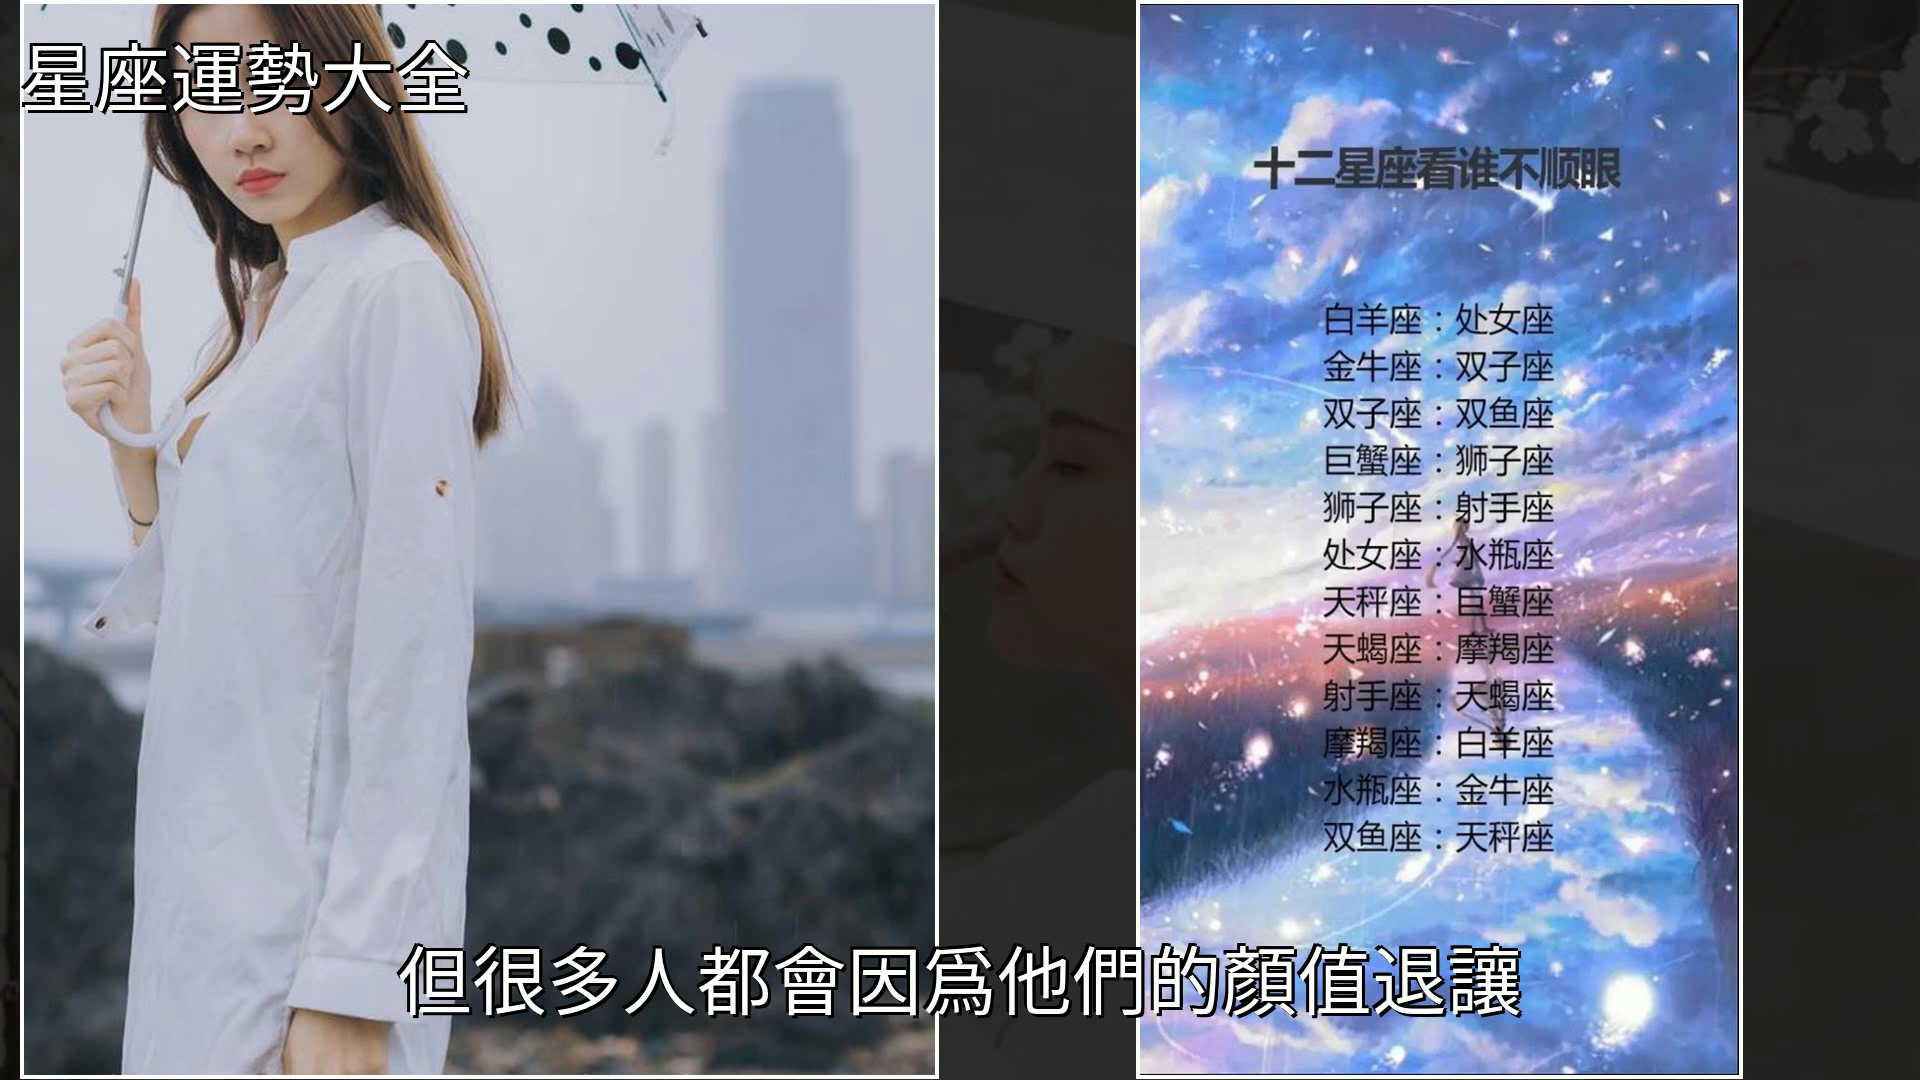 星座運勢大全
十二星座看谁不顺眼
白羊座：处女座
金牛座：双子座
双子座：双鱼座
巨蟹座：狮子座
狮子座：射手座
处女座：水瓶座
天秤座：巨蟹座
天蝎座：摩羯座
射手座：天蝎座
摩羯座：白羊座
水瓶座：金牛座
双鱼座：天秤座
但很多人都會因爲他們的顏值退讓